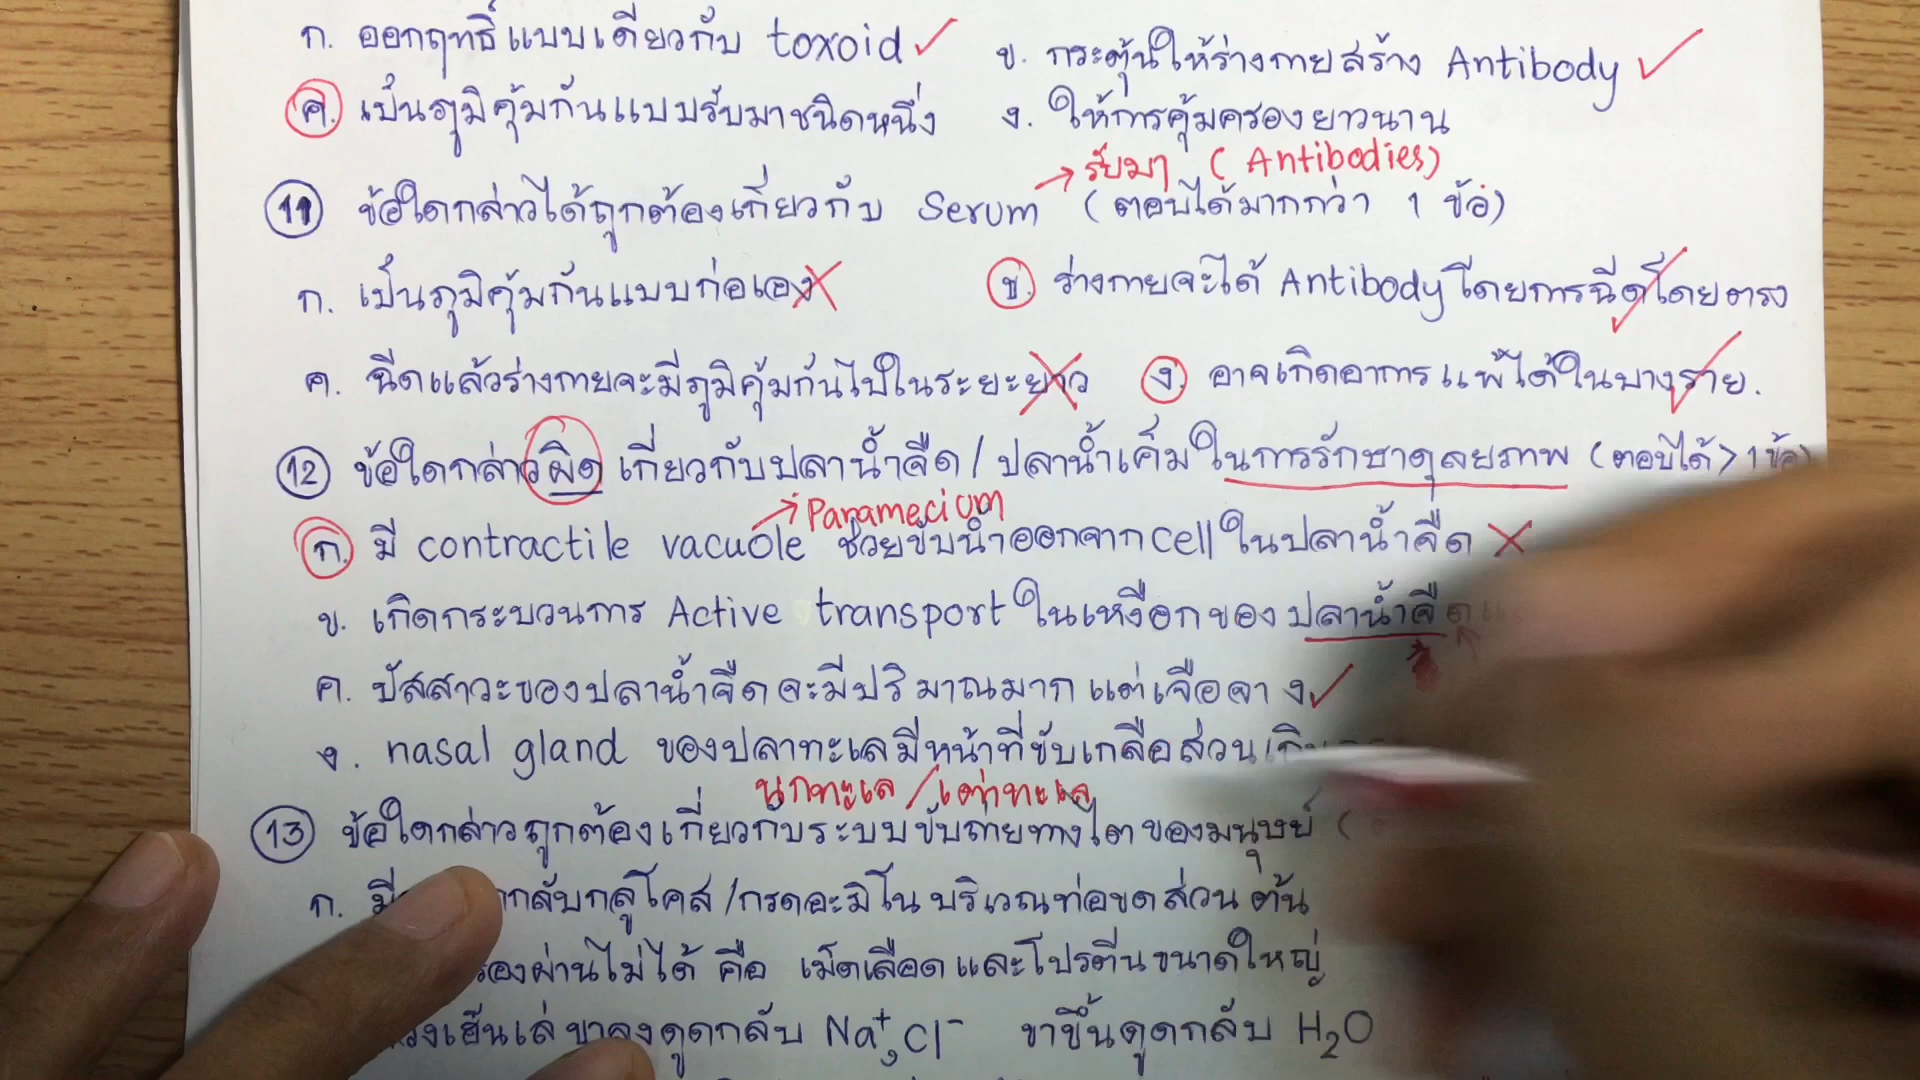 ก. ออกฤทธิ์แบบเดียวกับ toxoid ✓ ข. กระตุ้นให้ร่างกายสร้าง Antibody ✓
ค. เป็นภูมิคุ้มกันแบบรับมาชนิดหนึ่ง ง. ให้การคุ้มครองยาวนาน
→ รับมา (Antibodies)
11 ข้อใดกล่าวได้ถูกต้องเกี่ยวกับ Serum (ตอบได้มากกว่า 1 ข้อ)
ก. เป็นภูมิคุ้มกันแบบก่อเอง ข. ร่างกายจะได้ Antibody โดยการฉีดโดยตรง
ค. ฉีดแล้วร่างกายจะมีภูมิคุ้มกันไปในระยะยาว ง. อาจเกิดอาการแพ้ได้ในบางราย.
12 ข้อใดกล่าวผิด เกี่ยวกับปลาน้ำจืด / ปลาน้ำเค็มในการรักษาดุลยภาพ (ตอบได้ > 1 ข้อ)
→ Paramecium
ก. มี contractile vacuole ช่วยขับน้ำออกจาก cell ในปลาน้ำจืด ✗
ข. เกิดกระบวนการ Active transport ในเหงือกของปลาน้ำจืด
ค. ปัสสาวะของปลาน้ำจืดจะมีปริมาณมากแต่เจือจาง ✓
ง. nasal gland ของปลาทะเลมีหน้าที่ขับเกลือส่วนเกิน
นกทะเล / เต่าทะเล
13 ข้อใดกล่าวถูกต้องเกี่ยวกับระบบขับถ่ายทางไตของมนุษย์ (
ก. กลับกลูโคส / กรดอะมิโน บริเวณท่อขดส่วนต้น
ผ่านไม่ได้ คือ เม็ดเลือดและโปรตีนขนาดใหญ่
เฮนเล่ ขาลงดูดกลับ Na⁺, Cl⁻ ขาขึ้นดูดกลับ H₂O